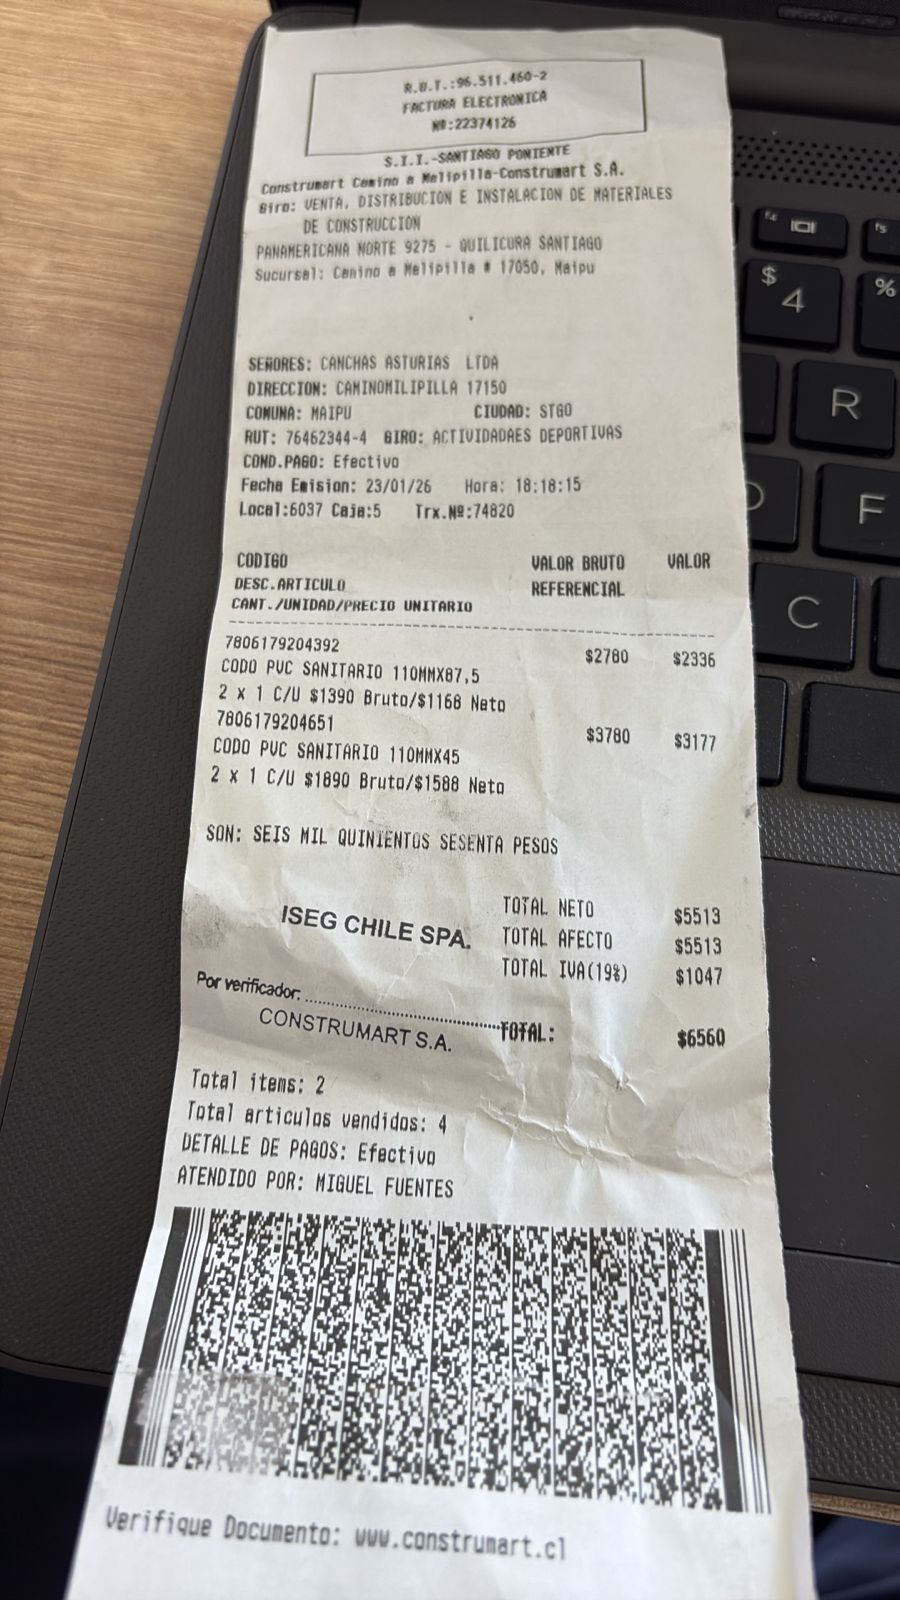 R.U.T.:96.511.460-2
FACTURA ELECTRONICA
Nº:22374126
S.I.I.-SANTIAGO PONIENTE
Construmart Camino a Melipilla-Construmart S.A.
Giro: VENTA, DISTRIBUCION E INSTALACION DE MATERIALES
DE CONSTRUCCION
PANAMERICANA NORTE 9275 - QUILICURA SANTIAGO
Sucursal: Camino a Melipilla # 17050, Maipu
SEÑORES: CANCHAS ASTURIAS LTDA
DIRECCION: CAMINOMILIPILLA 17150
COMUNA: MAIPU CIUDAD: STGO
RUT: 76462344-4 GIRO: ACTIVIDADAES DEPORTIVAS
COND.PAGO: Efectivo
Fecha Emision: 23/01/26 Hora: 18:18:15
Local:6037 Caja:5 Trx.Nº:74820
CODIGO VALOR BRUTO VALOR
DESC.ARTICULO REFERENCIAL
CANT./UNIDAD/PRECIO UNITARIO
7806179204392 $2780 $2336
CODO PVC SANITARIO 110MMX87,5
2 x 1 C/U $1390 Bruto/$1168 Neto
7806179204651 $3780 $3177
CODO PVC SANITARIO 110MMX45
2 x 1 C/U $1890 Bruto/$1588 Neto
SON: SEIS MIL QUINIENTOS SESENTA PESOS
TOTAL NETO $5513
ISEG CHILE SPA. TOTAL AFECTO $5513
TOTAL IVA(19%) $1047
Por verificador:
CONSTRUMART S.A. TOTAL: $6560
Total items: 2
Total articulos vendidos: 4
DETALLE DE PAGOS: Efectivo
ATENDIDO POR: MIGUEL FUENTES
Verifique Documento: www.construmart.cl
$
4
%
R
F
C